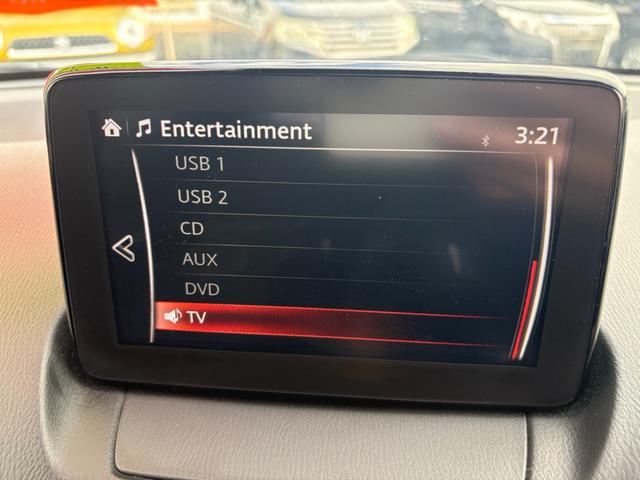 Entertainment
3:21
USB 1
USB 2
CD
AUX
DVD
TV